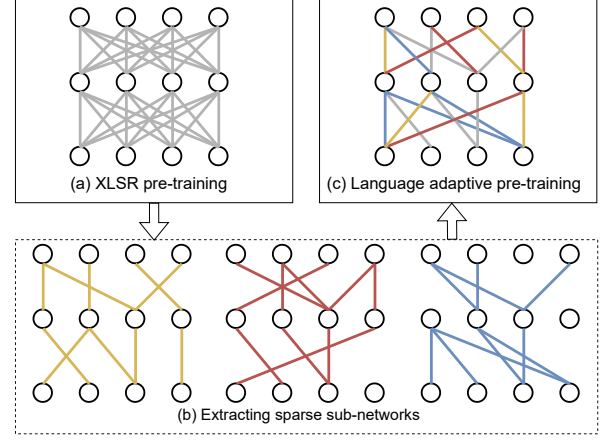 (a) XLSR pre-training
(c) Language adaptive pre-training
(b) Extracting sparse sub-networks